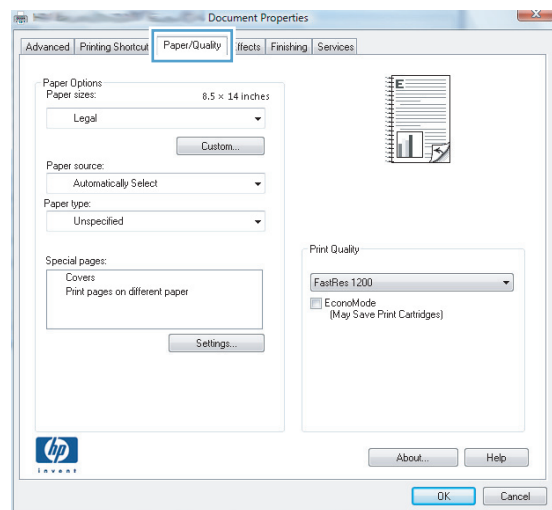 Document Properties
Advanced Printing Shortcut Paper/Quality ffects Finishing Services
Paper Options
Paper sizes: 8.5 × 14 inches
Legal
Custom...
Paper source:
Automatically Select
Paper type:
Unspecified
Special pages:
Covers
Print pages on different paper
Settings...
E
Print Quality
FastRes 1200
EconoMode
(May Save Print Cartridges)
hp
invent
About... Help
OK Cancel